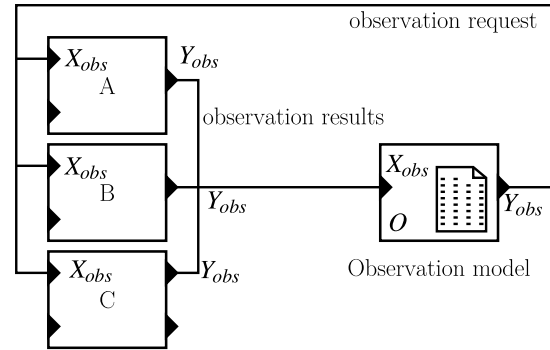 observation request
X_obs
Y_obs
A
observation results
X_obs
B
Y_obs
X_obs
Y_obs
O
X_obs
Y_obs
C
Observation model